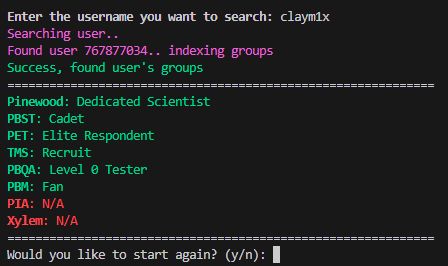 Enter the username you want to search: claym1x
Searching user..
Found user 767877034.. indexing groups
Success, found user's groups
=============================================================
Pinewood: Dedicated Scientist
PBST: Cadet
PET: Elite Respondent
TMS: Recruit
PBQA: Level 0 Tester
PBM: Fan
PIA: N/A
Xylem: N/A
=============================================================
Would you like to start again? (y/n):